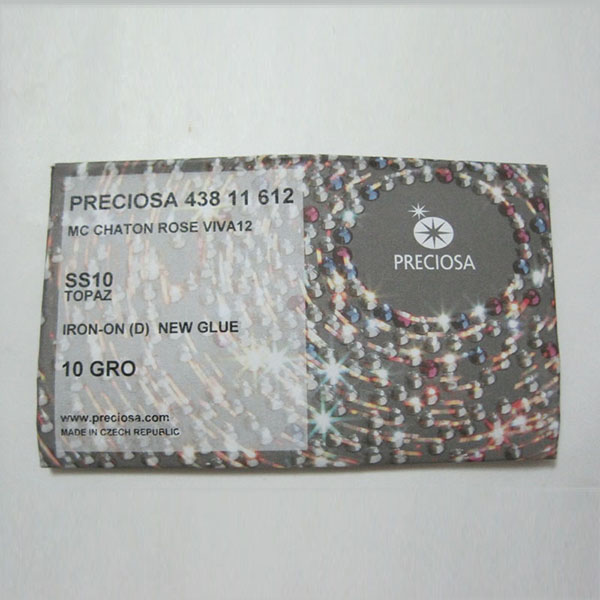 PRECIOSA 438 11 612
MC CHATON ROSE VIVA12
SS10
TOPAZ
IRON-ON (D) NEW GLUE
10 GRO
www.preciosa.com
MADE IN CZECH REPUBLIC
PRECIOSA